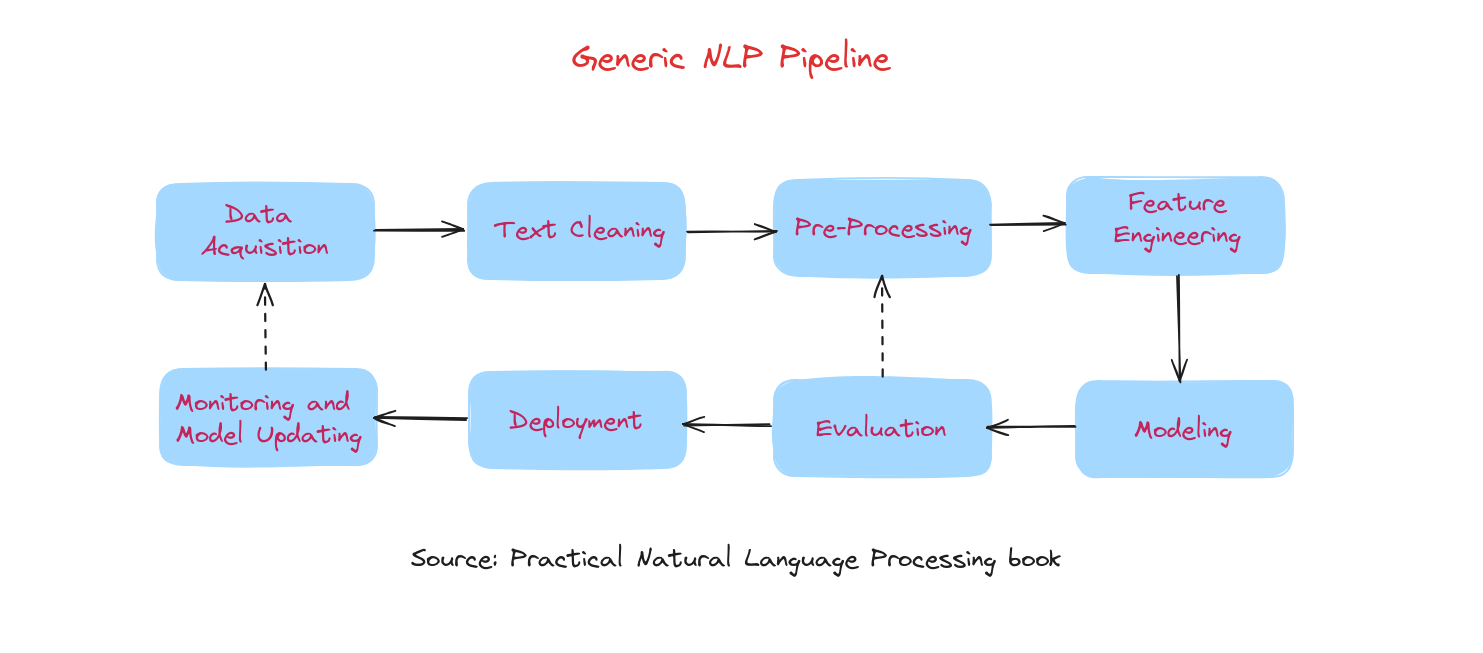 Generic NLP Pipeline
Data
Acquisition
Text Cleaning
Pre-Processing
Feature
Engineering
Monitoring and
Model Updating
Deployment
Evaluation
Modeling
Source: Practical Natural Language Processing book